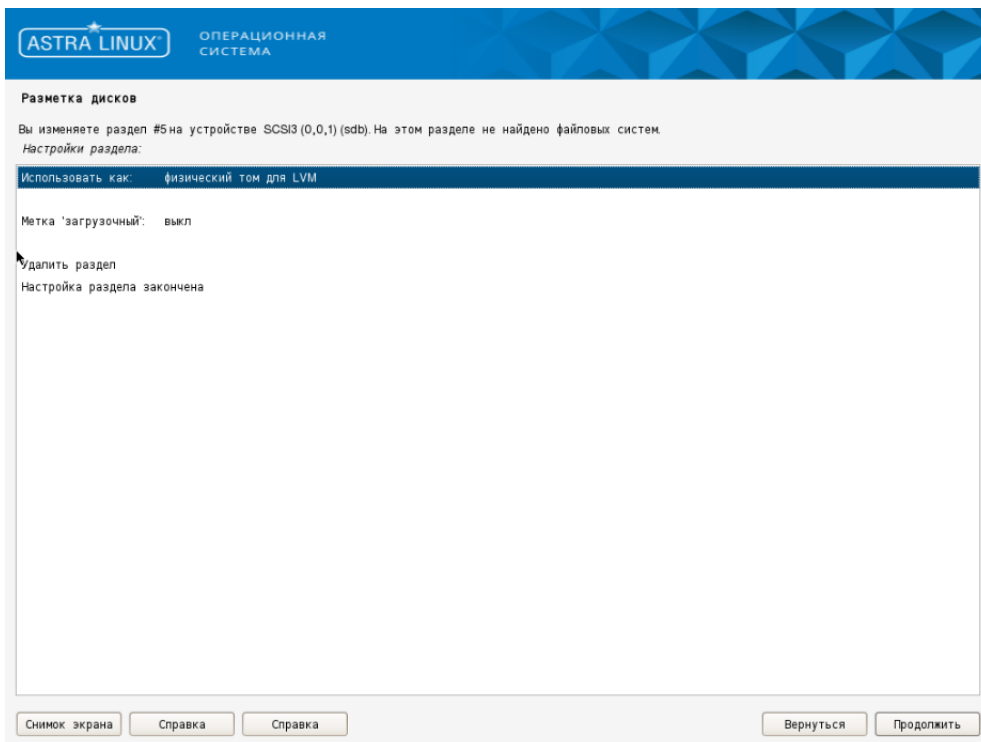 ASTRA LINUX®
ОПЕРАЦИОННАЯ
СИСТЕМА
Разметка дисков
Вы изменяете раздел #5 на устройстве SCSI3 (0,0,1) (sdb). На этом разделе не найдено файловых систем.
Настройки раздела:
Использовать как: физический том для LVM
Метка 'загрузочный': выкл
Удалить раздел
Настройка раздела закончена
Снимок экрана Справка Справка Вернуться Продолжить